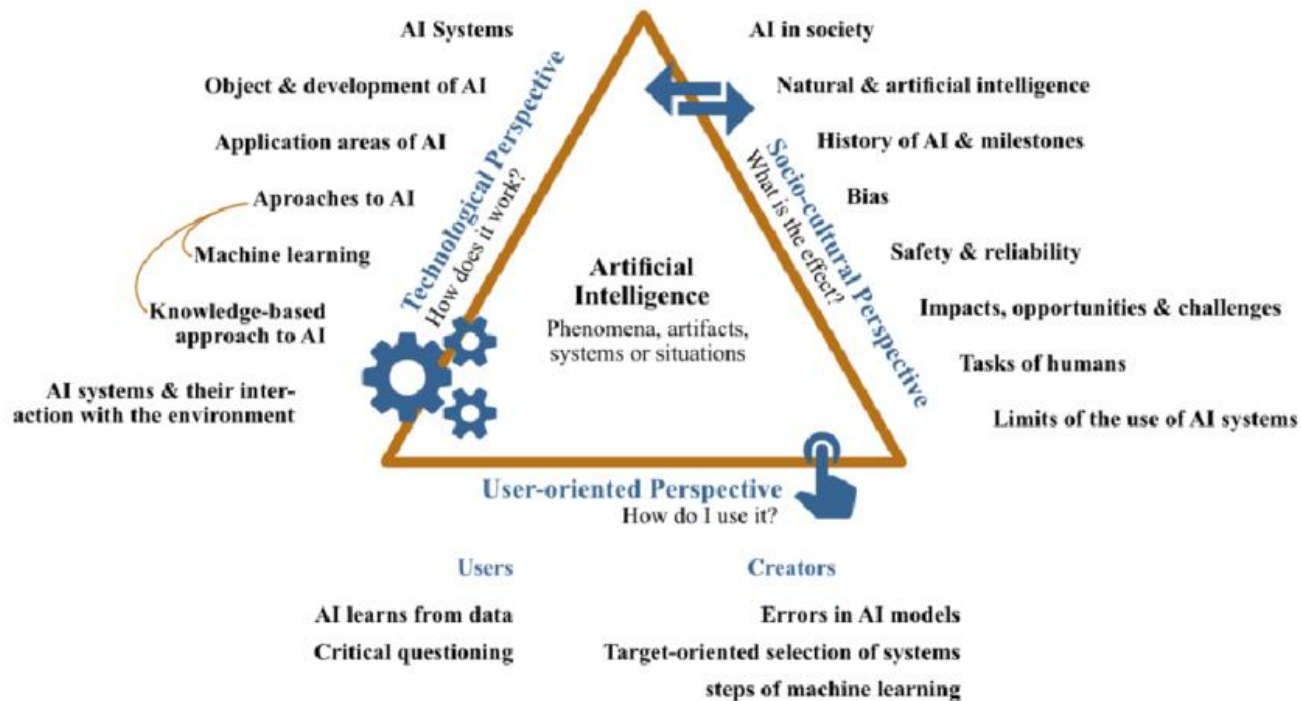 AI Systems
Object & development of AI
Application areas of AI
Aproaches to AI
Machine learning
Knowledge-based
approach to AI
AI systems & their inter-
action with the environment
Technological Perspective
How does it work?
Artificial
Intelligence
Phenomena, artifacts,
systems or situations
Socio-cultural Perspective
What is the effect?
AI in society
Natural & artificial intelligence
History of AI & milestones
Bias
Safety & reliability
Impacts, opportunities & challenges
Tasks of humans
Limits of the use of AI systems
User-oriented Perspective
How do I use it?
Users
AI learns from data
Critical questioning
Creators
Errors in AI models
Target-oriented selection of systems
steps of machine learning